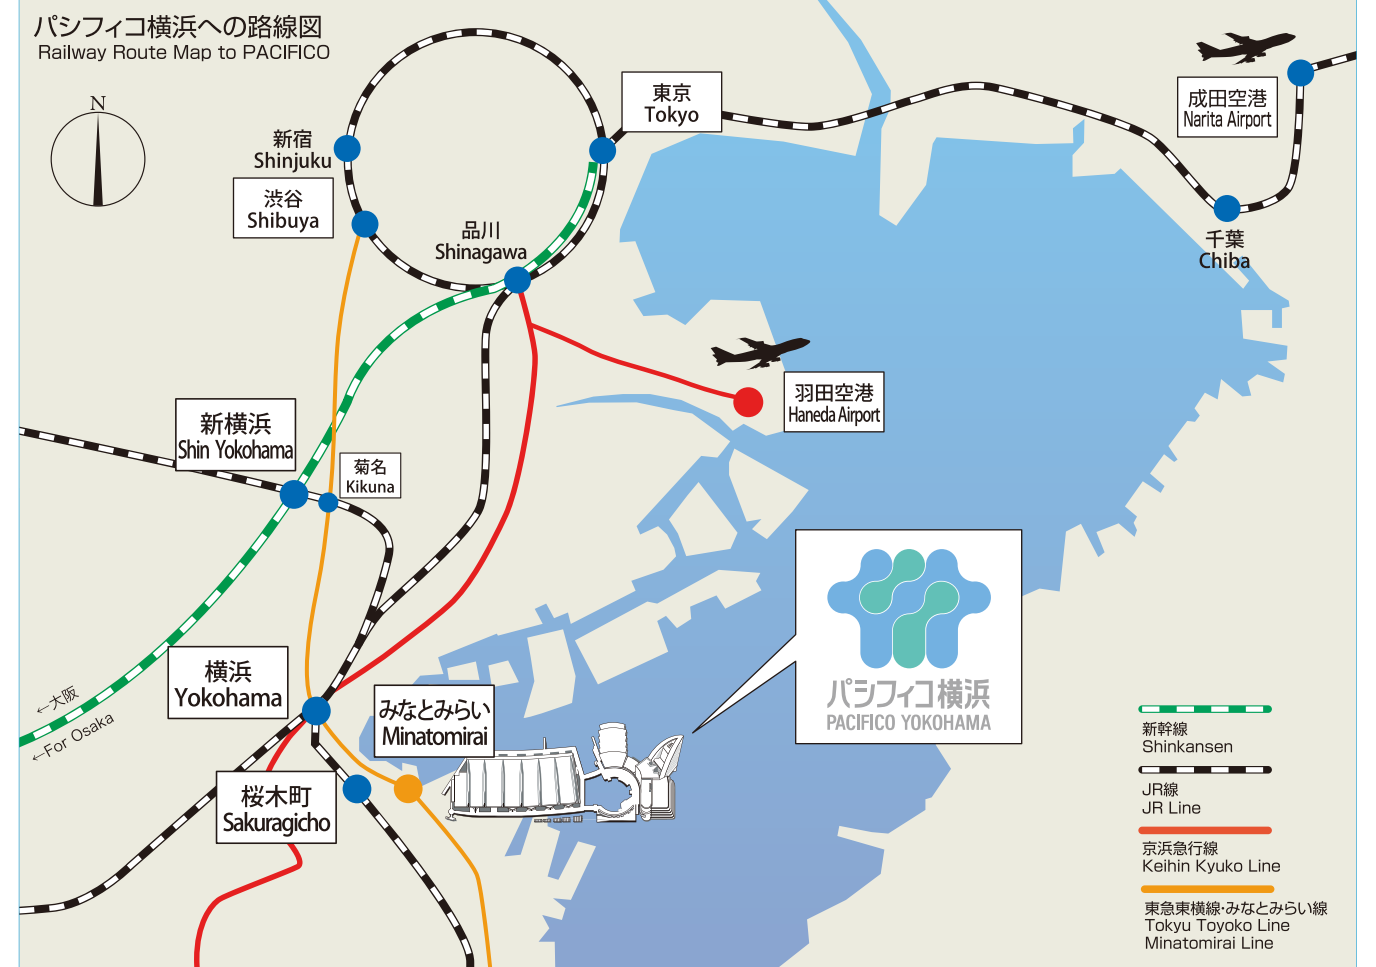 パシフィコ横浜への路線図
Railway Route Map to PACIFICO
N
東京
Tokyo
成田空港
Narita Airport
新宿
Shinjuku
渋谷
Shibuya
品川
Shinagawa
千葉
Chiba
羽田空港
Haneda Airport
新横浜
Shin Yokohama
菊名
Kikuna
横浜
Yokohama
←大阪
←For Osaka
みなとみらい
Minatomirai
桜木町
Sakuragicho
パシフィコ横浜
PACIFICO YOKOHAMA
新幹線
Shinkansen
JR線
JR Line
京浜急行線
Keihin Kyuko Line
東急東横線・みなとみらい線
Tokyu Toyoko Line
Minatomirai Line